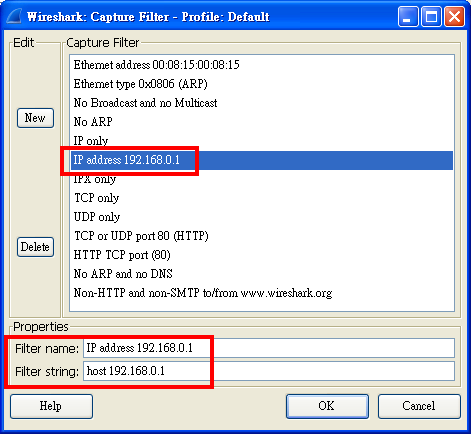 Wireshark: Capture Filter - Profile: Default
Edit
Capture Filter
Ethernet address 00:08:15:00:08:15
Ethernet type 0x0806 (ARP)
No Broadcast and no Multicast
No ARP
IP only
IP address 192.168.0.1
IPX only
TCP only
UDP only
TCP or UDP port 80 (HTTP)
HTTP TCP port (80)
No ARP and no DNS
Non-HTTP and non-SMTP to/from www.wireshark.org
New
Delete
Properties
Filter name: IP address 192.168.0.1
Filter string: host 192.168.0.1
Help OK Cancel